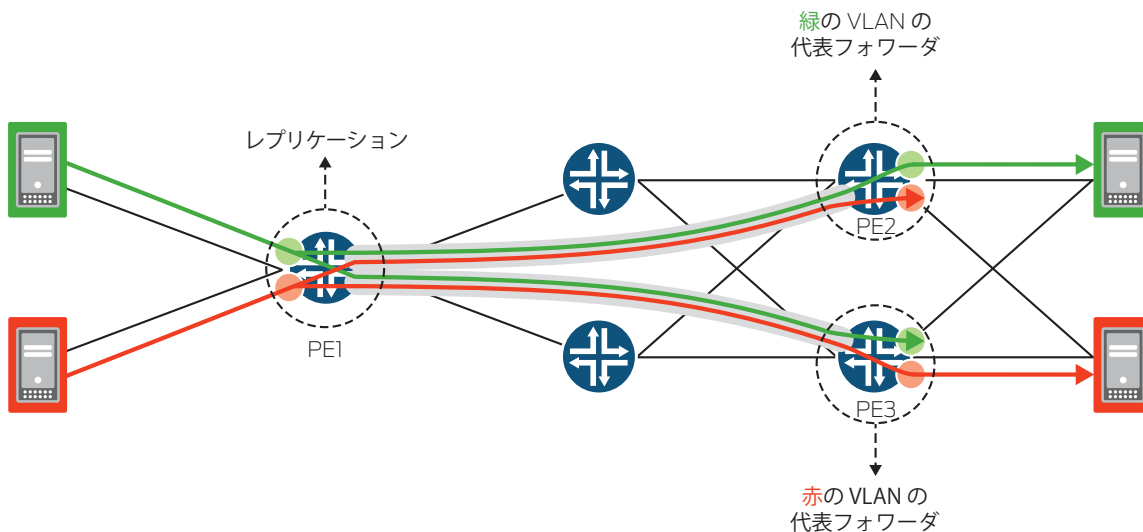 緑の VLAN の
代表フォワーダ
レプリケーション
PE1
PE2
PE3
赤の VLAN の
代表フォワーダ